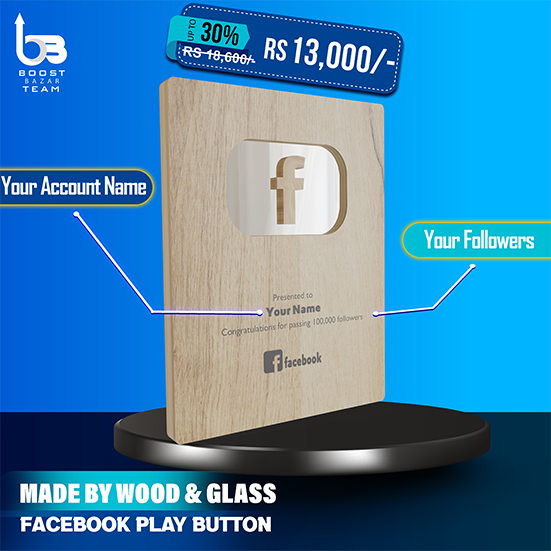 BOOST
BAZAR
TEAM
UP TO 30%
RS 18,600/-
RS 13,000/-
f
Your Account Name
Your Followers
Presented to
Your Name
Congratulations for passing 100,000 followers
f facebook
MADE BY WOOD & GLASS
FACEBOOK PLAY BUTTON